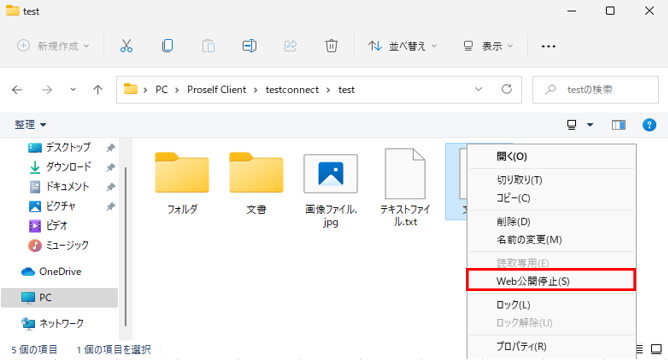 test
新規作成
並べ替え
表示
PC
Proself Client
testconnect
test
testの検索
整理
デスクトップ
ダウンロード
ドキュメント
ピクチャ
ビデオ
ミュージック
OneDrive
PC
ネットワーク
フォルダ
文書
画像ファイル.
jpg
テキストファイ
ル.txt
開く(O)
切り取り(T)
コピー(C)
削除(D)
名前の変更(M)
読取専用(E)
Web公開停止(S)
ロック(L)
ロック解除(U)
プロパティ(R)
5 個の項目
1 個の項目を選択